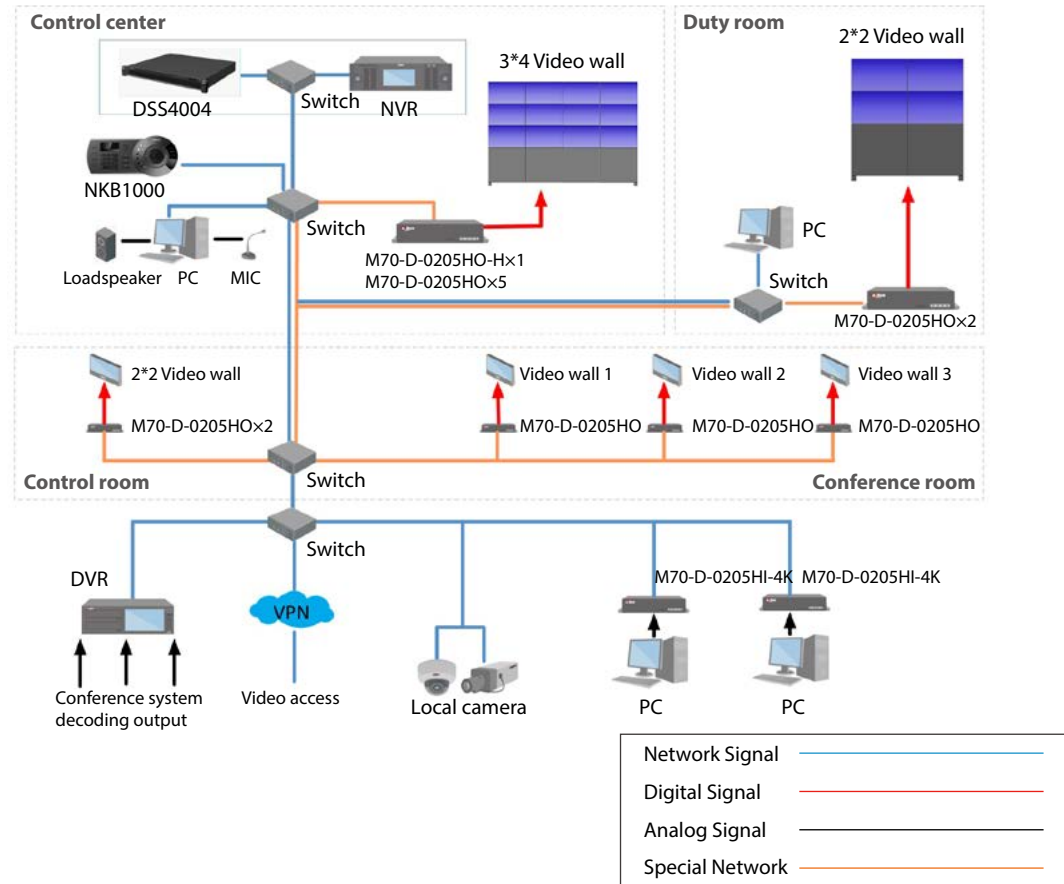 Control center
Duty room
2*2 Video wall
3*4 Video wall
DSS4004
Switch
NVR
NKB1000
Switch
PC
Loadspeaker
PC
MIC
M70-D-0205HO-H×1
M70-D-0205HO×5
Switch
M70-D-0205HO×2
2*2 Video wall
Video wall 1
Video wall 2
Video wall 3
M70-D-0205HO×2
M70-D-0205HO
M70-D-0205HO
M70-D-0205HO
Switch
Control room
Conference room
Switch
DVR
M70-D-0205HI-4K
M70-D-0205HI-4K
VPN
Conference system
decoding output
Video access
Local camera
PC
PC
Network Signal
Digital Signal
Analog Signal
Special Network